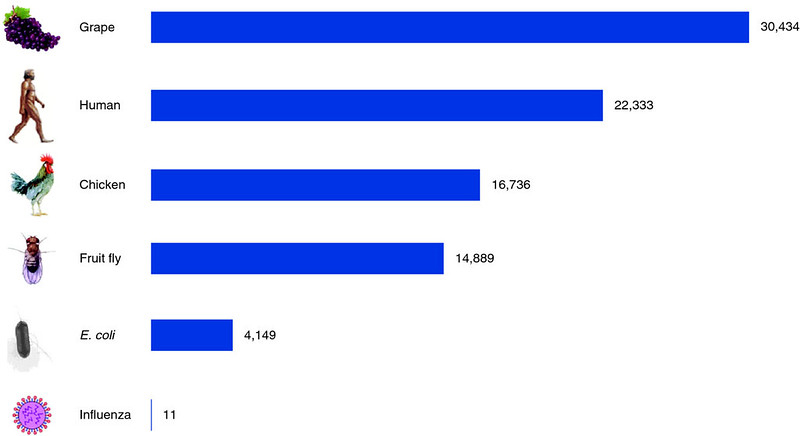 Grape 30,434
Human 22,333
Chicken 16,736
Fruit fly 14,889
E. coli 4,149
Influenza 11